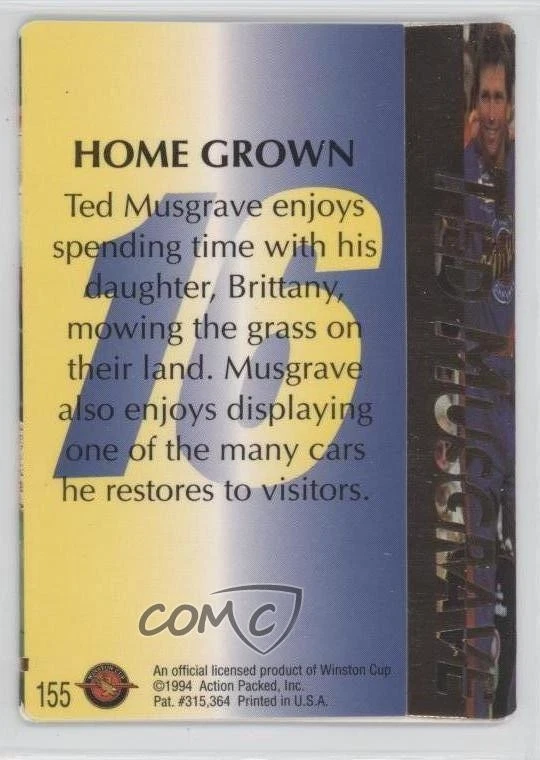 HOME GROWN
Ted Musgrave enjoys
spending time with his
daughter, Brittany,
mowing the grass on
their land. Musgrave
also enjoys displaying
one of the many cars
he restores to visitors.
16
TED MUSGRAVE
COMC
155
WINSTON CUP
An official licensed product of Winston Cup
©1994 Action Packed, Inc.
Pat. #315,364 Printed in U.S.A.